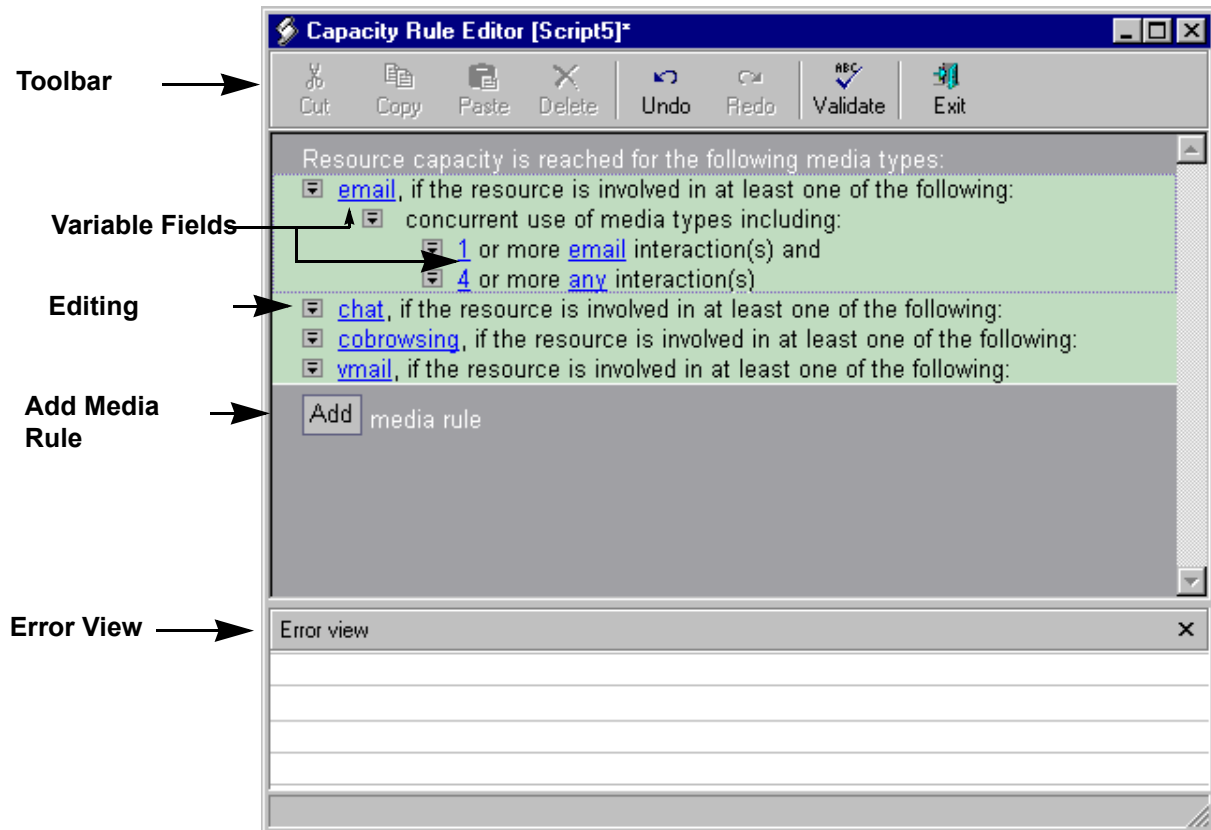 Capacity Rule Editor [Script5]*
Toolbar
Cut Copy Paste Delete Undo Redo ABC Validate Exit
Resource capacity is reached for the following media types:
email, if the resource is involved in at least one of the following:
Variable Fields
concurrent use of media types including:
1 or more email interaction(s) and
4 or more any interaction(s)
Editing
chat, if the resource is involved in at least one of the following:
cobrowsing, if the resource is involved in at least one of the following:
vmail, if the resource is involved in at least one of the following:
Add Media
Rule
Add media rule
Error View
Error view